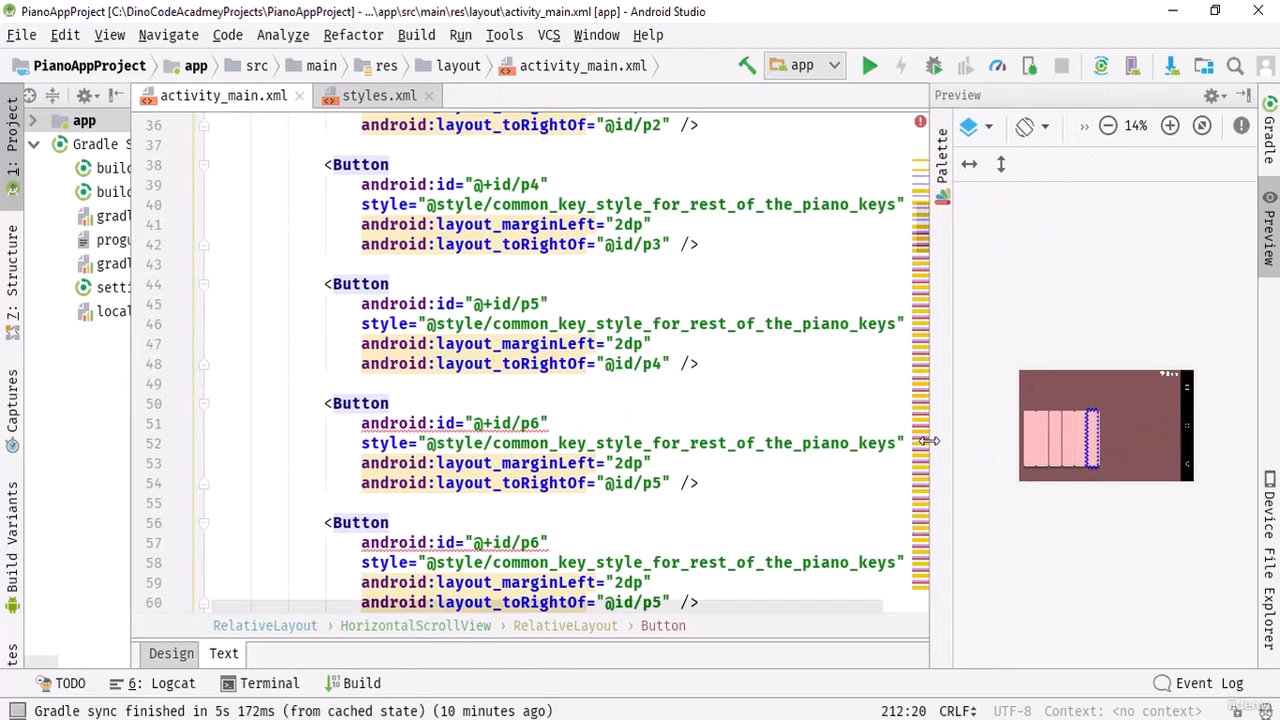 PianoAppProject [C:\DinoCodeAcadmeyProjects\PianoAppProject] - ...\app\src\main\res\layout\activity_main.xml [app] - Android Studio
File Edit View Navigate Code Analyze Refactor Build Run Tools VCS Window Help
PianoAppProject app src main res layout activity_main.xml app
activity_main.xml styles.xml Preview
app
Gradle S
build
build
gradl
progu
gradl
setti
local
1: Project
Z: Structure
Captures
Build Variants
tes
36 android:layout_toRightOf="@id/p2" />
37
38 <Button
39 android:id="@+id/p4"
40 style="@style/common_key_style_for_rest_of_the_piano_keys"
41 android:layout_marginLeft="2dp"
42 android:layout_toRightOf="@id/p3" />
43
44 <Button
45 android:id="@+id/p5"
46 style="@style/common_key_style_for_rest_of_the_piano_keys"
47 android:layout_marginLeft="2dp"
48 android:layout_toRightOf="@id/p4" />
49
50 <Button
51 android:id="@+id/p6"
52 style="@style/common_key_style_for_rest_of_the_piano_keys"
53 android:layout_marginLeft="2dp"
54 android:layout_toRightOf="@id/p5" />
55
56 <Button
57 android:id="@+id/p6"
58 style="@style/common_key_style_for_rest_of_the_piano_keys"
59 android:layout_marginLeft="2dp"
60 android:layout_toRightOf="@id/p5" />
RelativeLayout HorizontalScrollView RelativeLayout Button
Design Text
Palette
» 14%
Gradle
Preview
Device File Explorer
TODO 6: Logcat Terminal Build Event Log
Gradle sync finished in 5s 172ms (from cached state) (10 minutes ago) 212:20 CRLF UTF-8 Context: <no context>